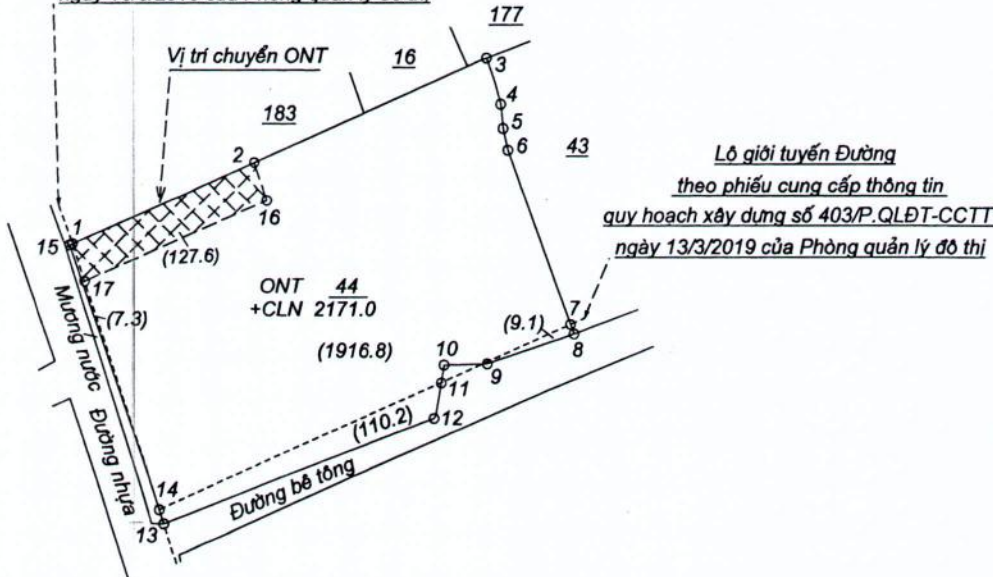 177
3
Vị trí chuyển ONT
16
4
183
5
6
43
2
Lộ giới tuyến Đường
theo phiếu cung cấp thông tin
16
quy hoạch xây dựng số 403/P.QLĐT-CCTT
1
15
ngày 13/3/2019 của Phòng quản lý đô thị
(127.6)
17
ONT 44
+CLN 2171.0
7
(7.3)
(9.1)
8
Mương nước
(1916.8)
10
9
11
12
(110.2)
Đường nhựa
14
Đường bê tông
13